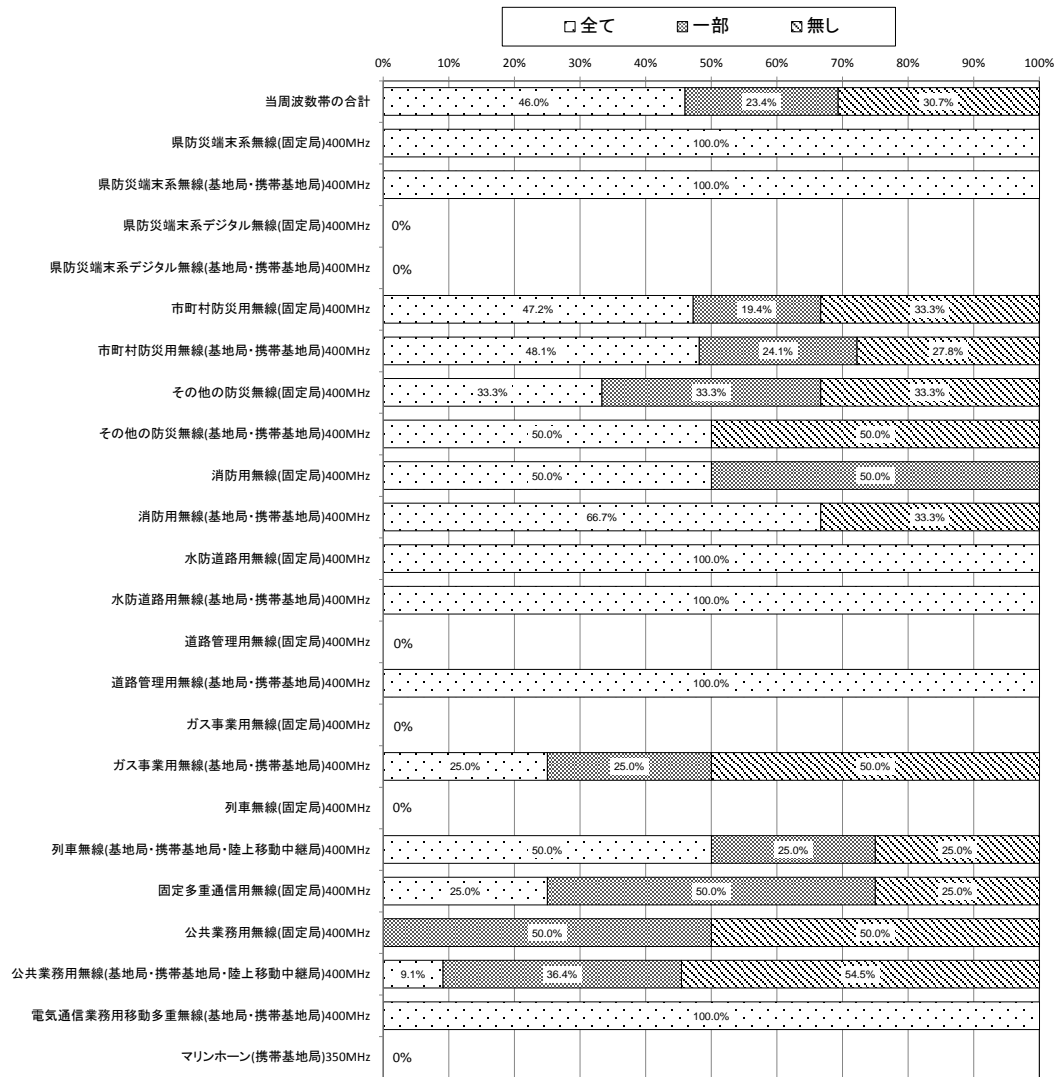 全て 一部 無し
0% 10% 20% 30% 40% 50% 60% 70% 80% 90% 100%
当周波数帯の合計 46.0% 23.4% 30.7%
県防災端末系無線(固定局)400MHz 100.0%
県防災端末系無線(基地局・携帯基地局)400MHz 100.0%
県防災端末系デジタル無線(固定局)400MHz 0%
県防災端末系デジタル無線(基地局・携帯基地局)400MHz 0%
市町村防災用無線(固定局)400MHz 47.2% 19.4% 33.3%
市町村防災用無線(基地局・携帯基地局)400MHz 48.1% 24.1% 27.8%
その他の防災無線(固定局)400MHz 33.3% 33.3% 33.3%
その他の防災無線(基地局・携帯基地局)400MHz 50.0% 50.0%
消防用無線(固定局)400MHz 50.0% 50.0%
消防用無線(基地局・携帯基地局)400MHz 66.7% 33.3%
水防道路用無線(固定局)400MHz 100.0%
水防道路用無線(基地局・携帯基地局)400MHz 100.0%
道路管理用無線(固定局)400MHz 0%
道路管理用無線(基地局・携帯基地局)400MHz 100.0%
ガス事業用無線(固定局)400MHz 0%
ガス事業用無線(基地局・携帯基地局)400MHz 25.0% 25.0% 50.0%
列車無線(固定局)400MHz 0%
列車無線(基地局・携帯基地局・陸上移動中継局)400MHz 50.0% 25.0% 25.0%
固定多重通信用無線(固定局)400MHz 25.0% 50.0% 25.0%
公共業務用無線(固定局)400MHz 50.0% 50.0%
公共業務用無線(基地局・携帯基地局・陸上移動中継局)400MHz 9.1% 36.4% 54.5%
電気通信業務用移動多重無線(基地局・携帯基地局)400MHz 100.0%
マリンホーン(携帯基地局)350MHz 0%